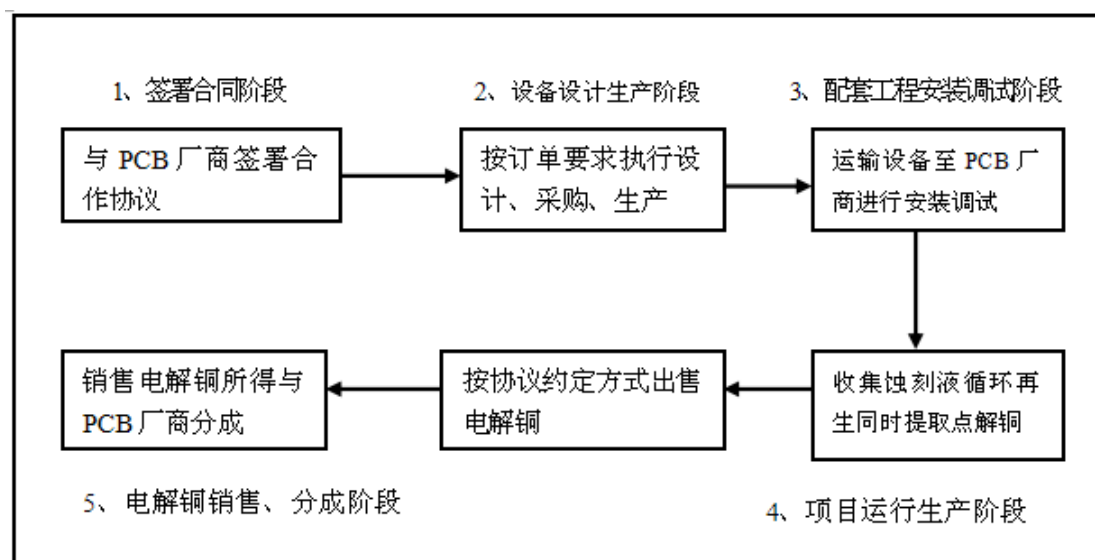 1、签署合同阶段
2、设备设计生产阶段
3、配套工程安装调试阶段
与 PCB 厂商签署合
作协议
按订单要求执行设
计、采购、生产
运输设备至 PCB 厂
商进行安装调试
收集蚀刻液循环再
生同时提取点解铜
按协议约定方式出售
电解铜
销售电解铜所得与
PCB 厂商分成
4、项目运行生产阶段
5、电解铜销售、分成阶段